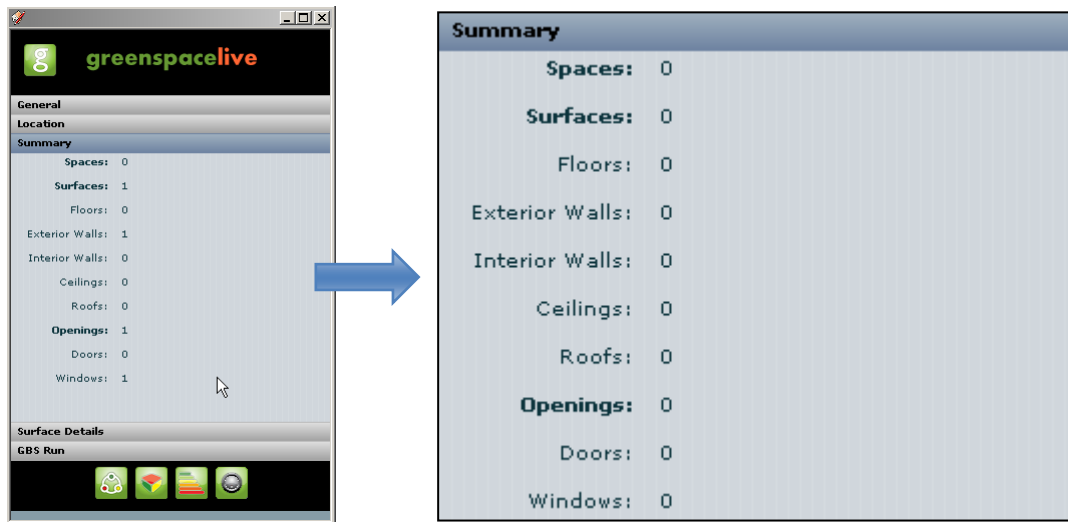 g greenspacelive
General
Location
Summary
Spaces: 0
Surfaces: 1
Floors: 0
Exterior Walls: 1
Interior Walls: 0
Ceilings: 0
Roofs: 0
Openings: 1
Doors: 0
Windows: 1
Surface Details
GBS Run
Summary
Spaces: 0
Surfaces: 0
Floors: 0
Exterior Walls: 0
Interior Walls: 0
Ceilings: 0
Roofs: 0
Openings: 0
Doors: 0
Windows: 0